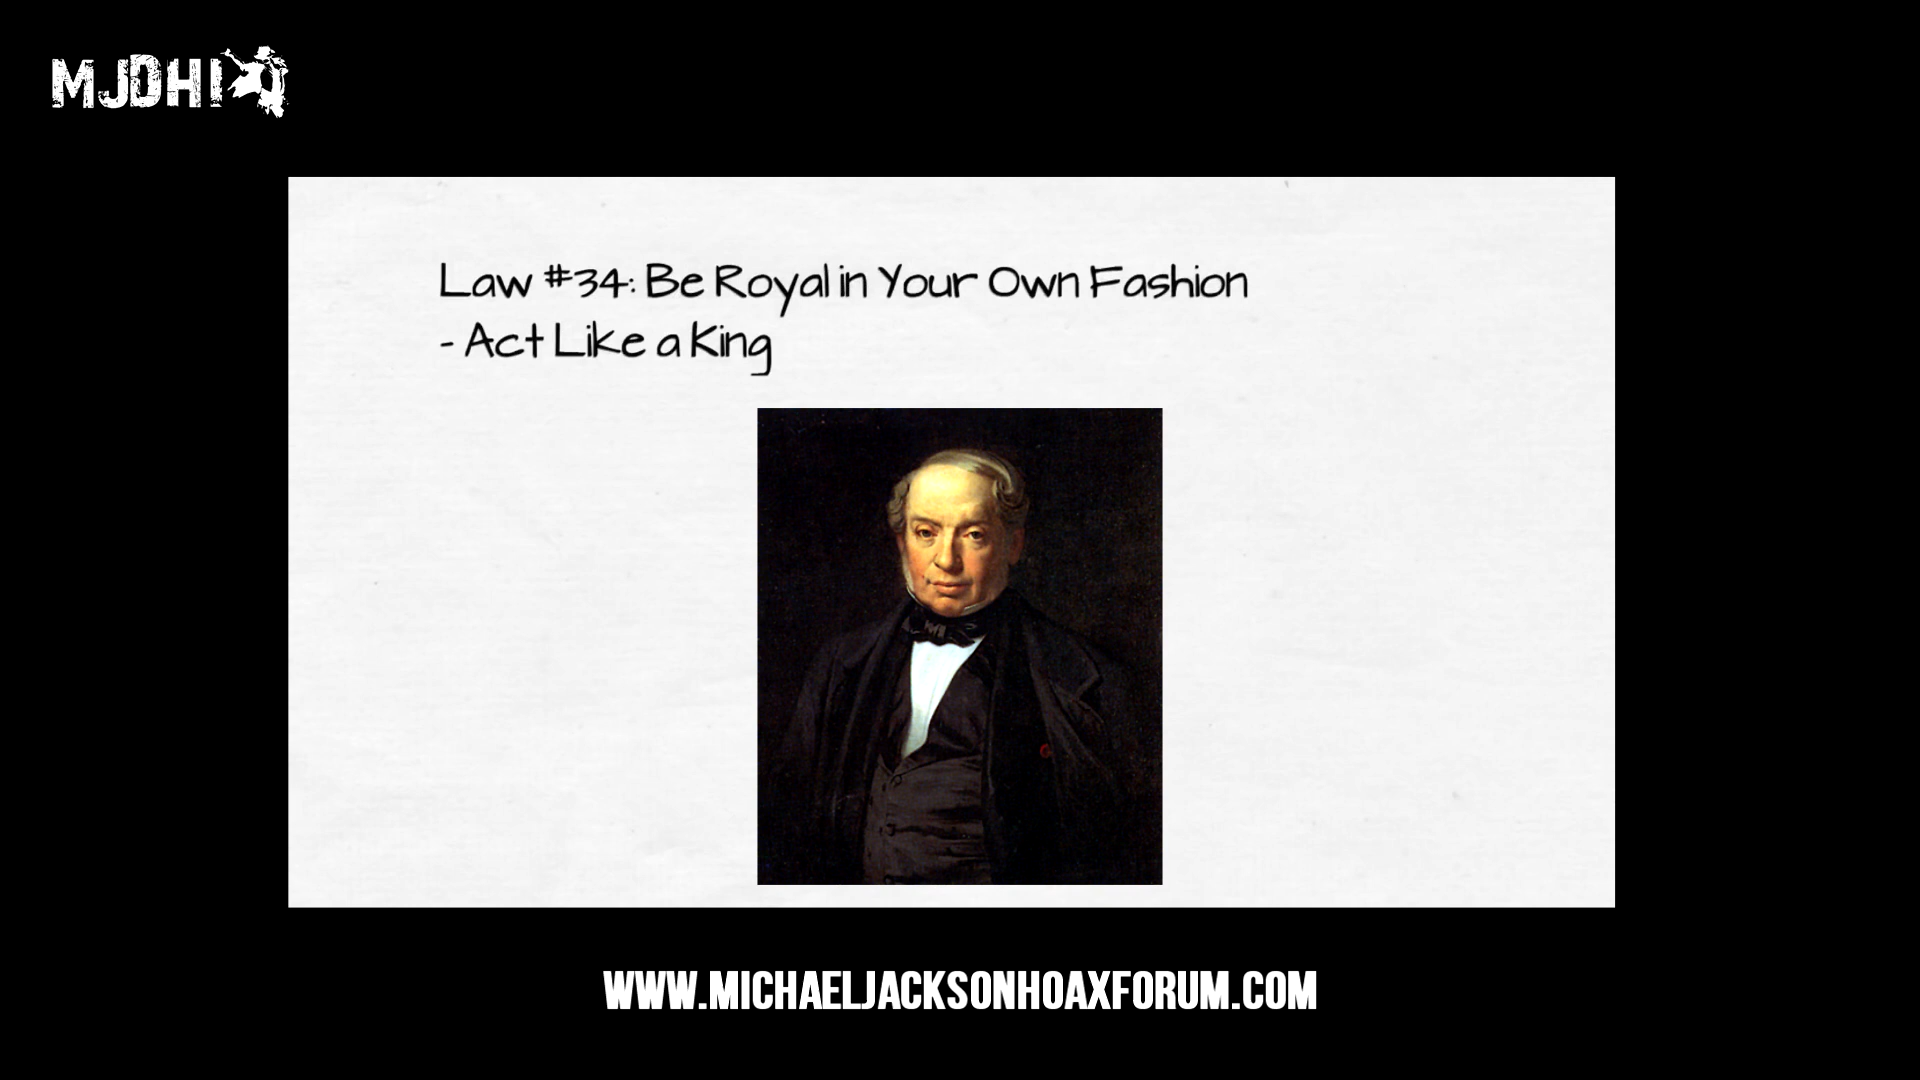 MJDHI
Law #34: Be Royal in Your Own Fashion
- Act Like a King
WWW.MICHAELJACKSONHOAXFORUM.COM